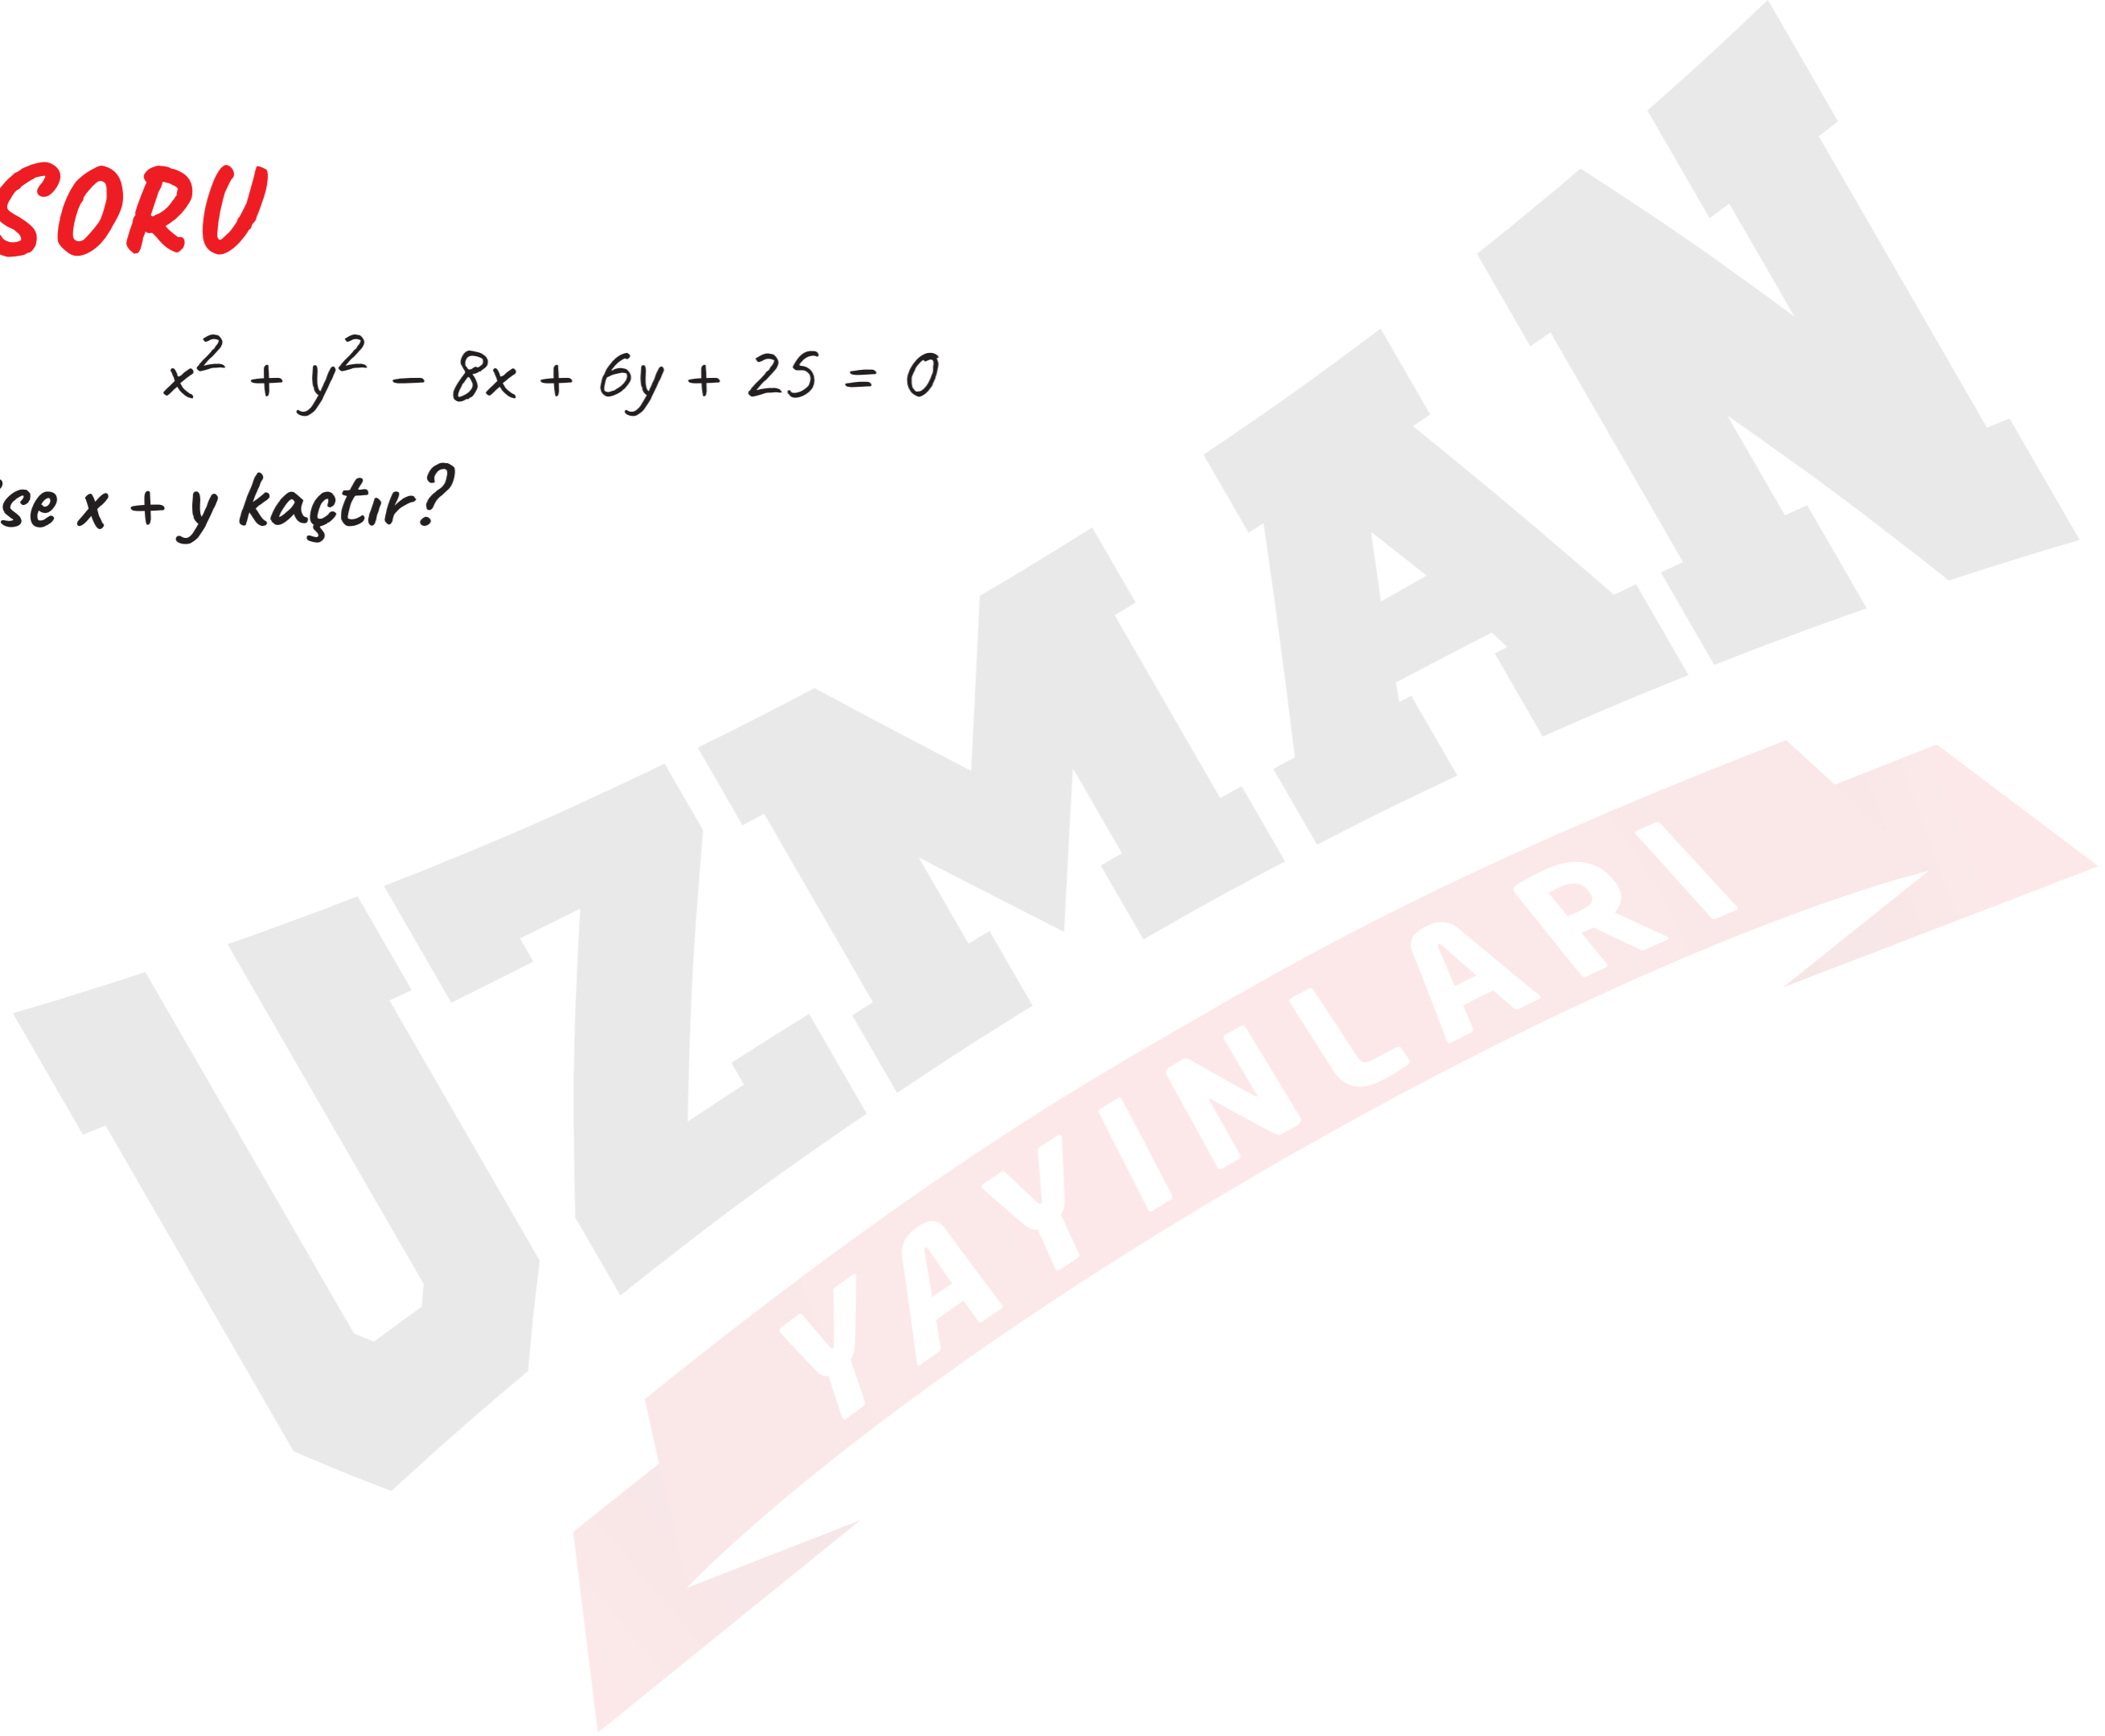 SORU
x² + y² – 8x + 6y + 25 = 0
ise x + y kaçtır?
UZMAN
YAYINLARI